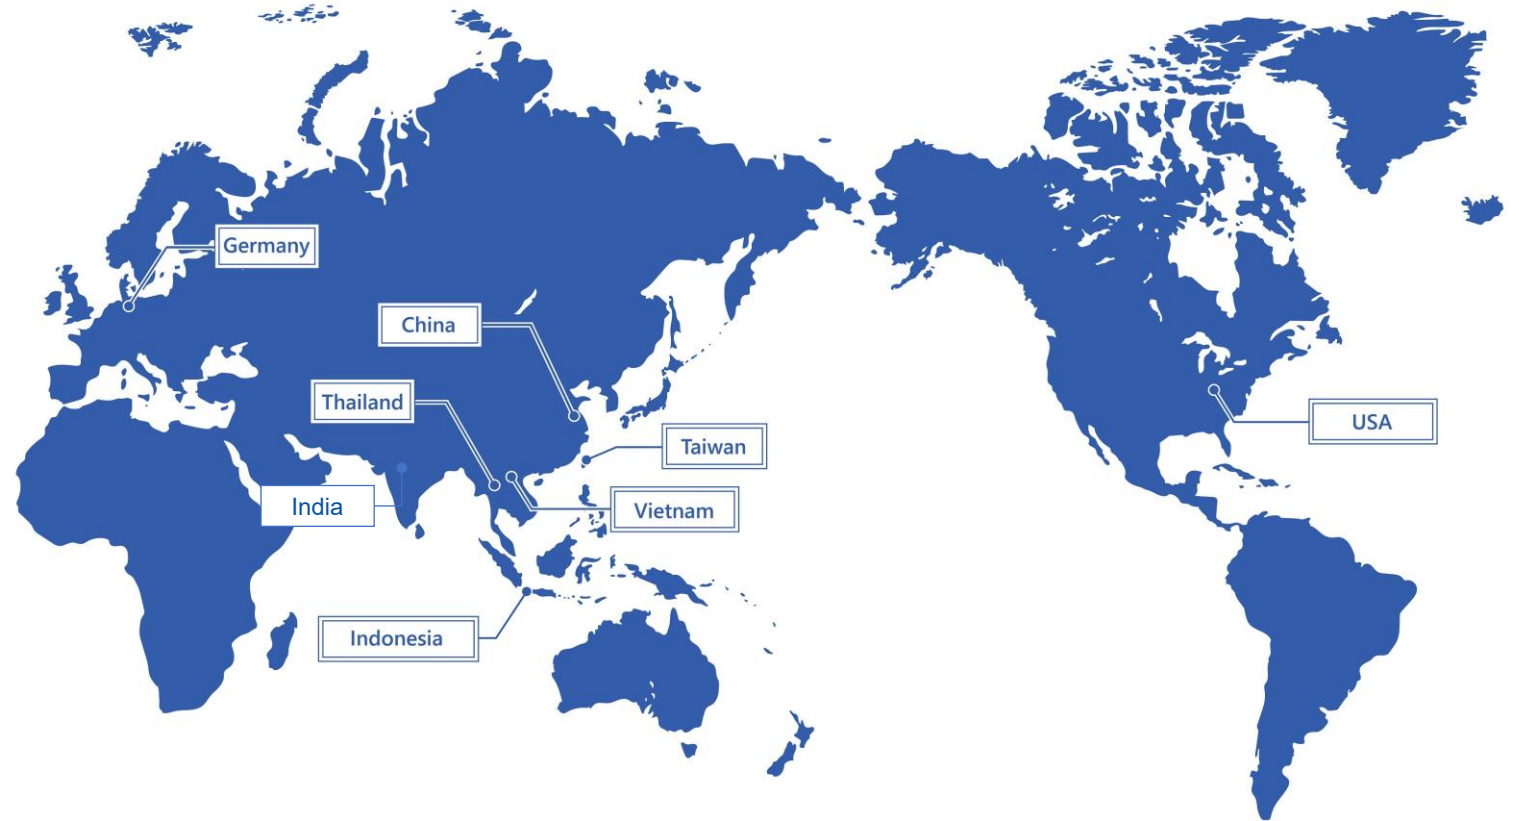 Germany
China
Thailand
USA
Taiwan
India
Vietnam
Indonesia